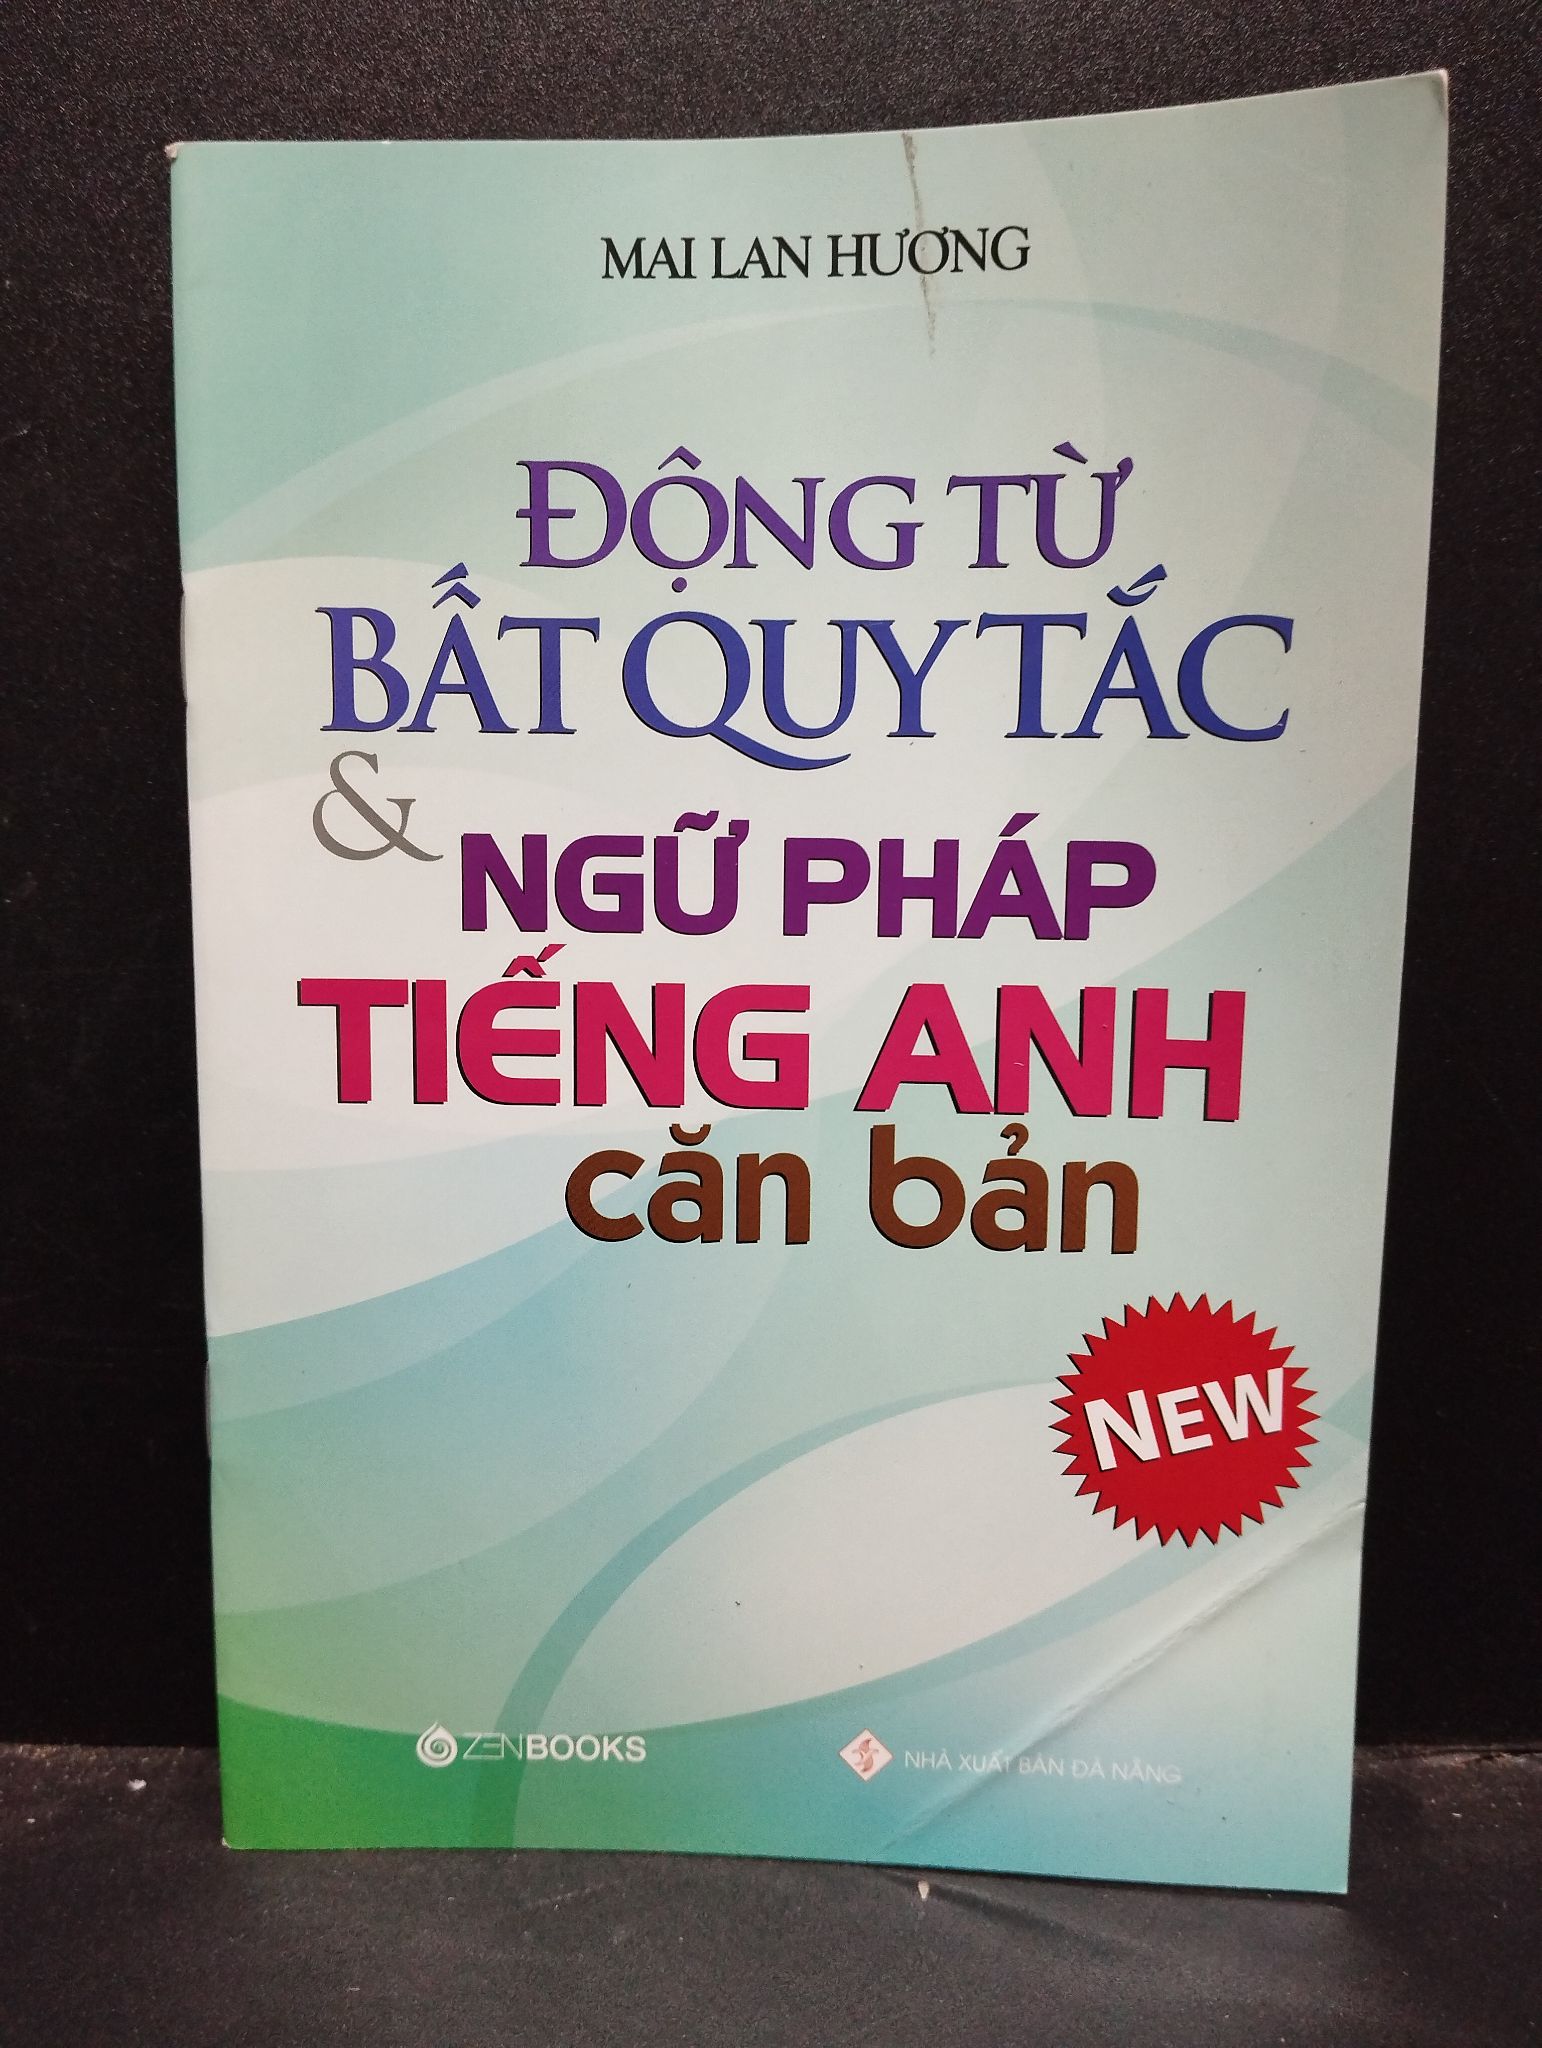 MAI LAN HƯƠNG
ĐỘNG TỪ
BẤT QUY TẮC
& NGỮ PHÁP
TIẾNG ANH
căn bản
NEW
ZENBOOKS
NHÀ XUẤT BẢN ĐÀ NẴNG